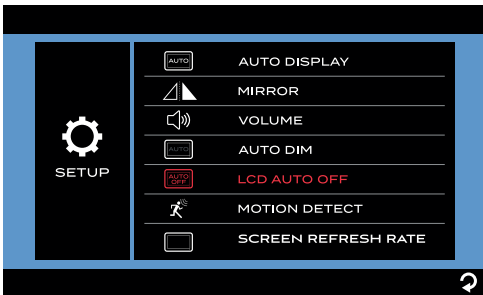 AUTO AUTO DISPLAY
MIRROR
VOLUME
AUTO AUTO DIM
SETUP
AUTO OFF LCD AUTO OFF
MOTION DETECT
SCREEN REFRESH RATE